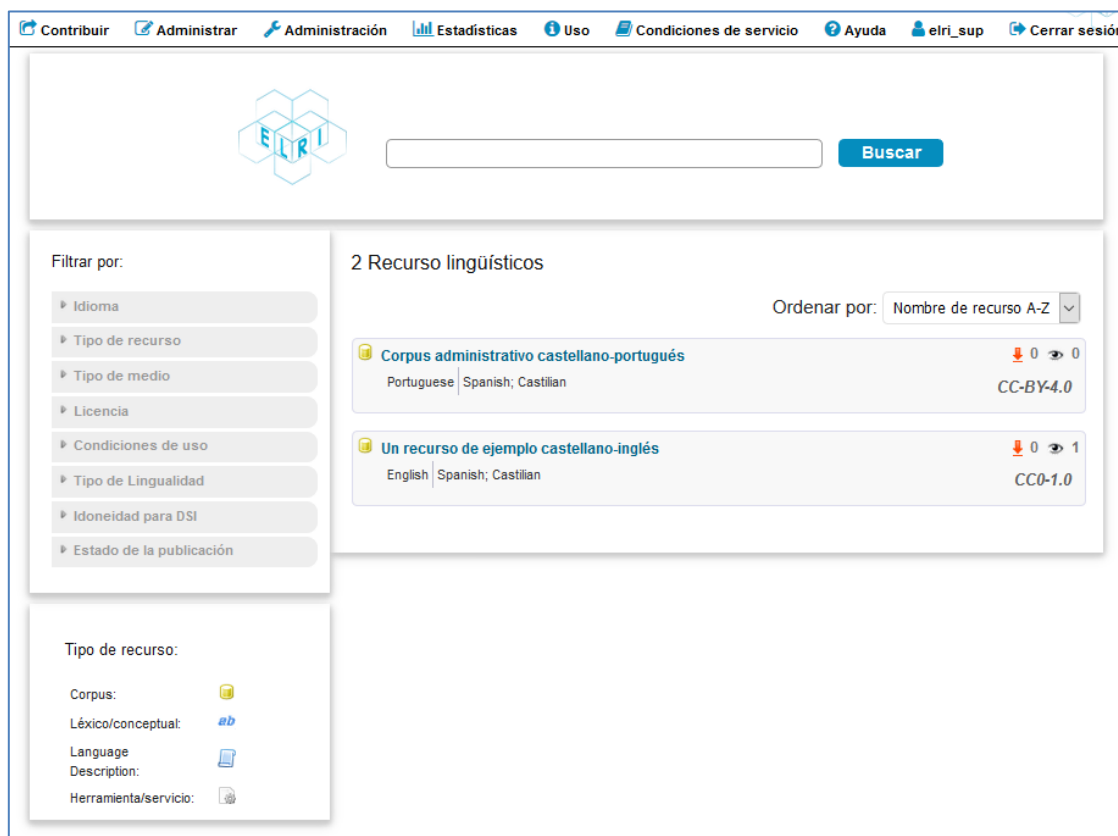 Contribuir Administrar Administración Estadísticas Uso Condiciones de servicio Ayuda elri_sup Cerrar sesión
ELRI
Buscar
Filtrar por:
Idioma
Tipo de recurso
Tipo de medio
Licencia
Condiciones de uso
Tipo de Lingualidad
Idoneidad para DSI
Estado de la publicación
2 Recurso lingüísticos
Ordenar por: Nombre de recurso A-Z
Corpus administrativo castellano-portugués 0 0
Portuguese Spanish; Castilian CC-BY-4.0
Un recurso de ejemplo castellano-inglés 0 1
English Spanish; Castilian CC0-1.0
Tipo de recurso:
Corpus:
Léxico/conceptual: ab
Language
Description:
Herramienta/servicio: